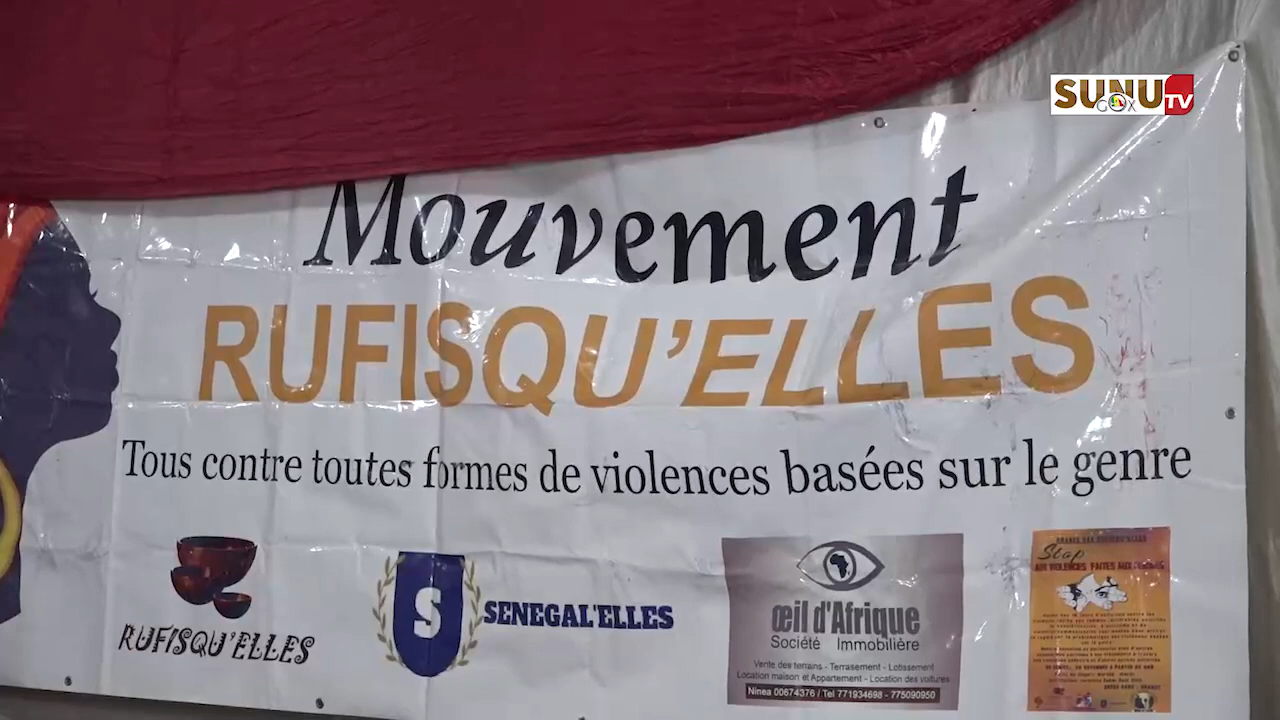 SUNU
GOX
TV
Mouvement
RUFISQU'ELLES
Tous contre toutes formes de violences basées sur le genre
RUFISQU'ELLES
S
SENEGAL'ELLES
œil d'Afrique
Société Immobilière
Vente des terrains - Terrasement - Lotissement
Location maison et Appartement - Location des voitures
Ninea 00674376 / Tel 771934698 - 775090950
Stop
AUX VIOLENCES FAITES AUX FEMMES